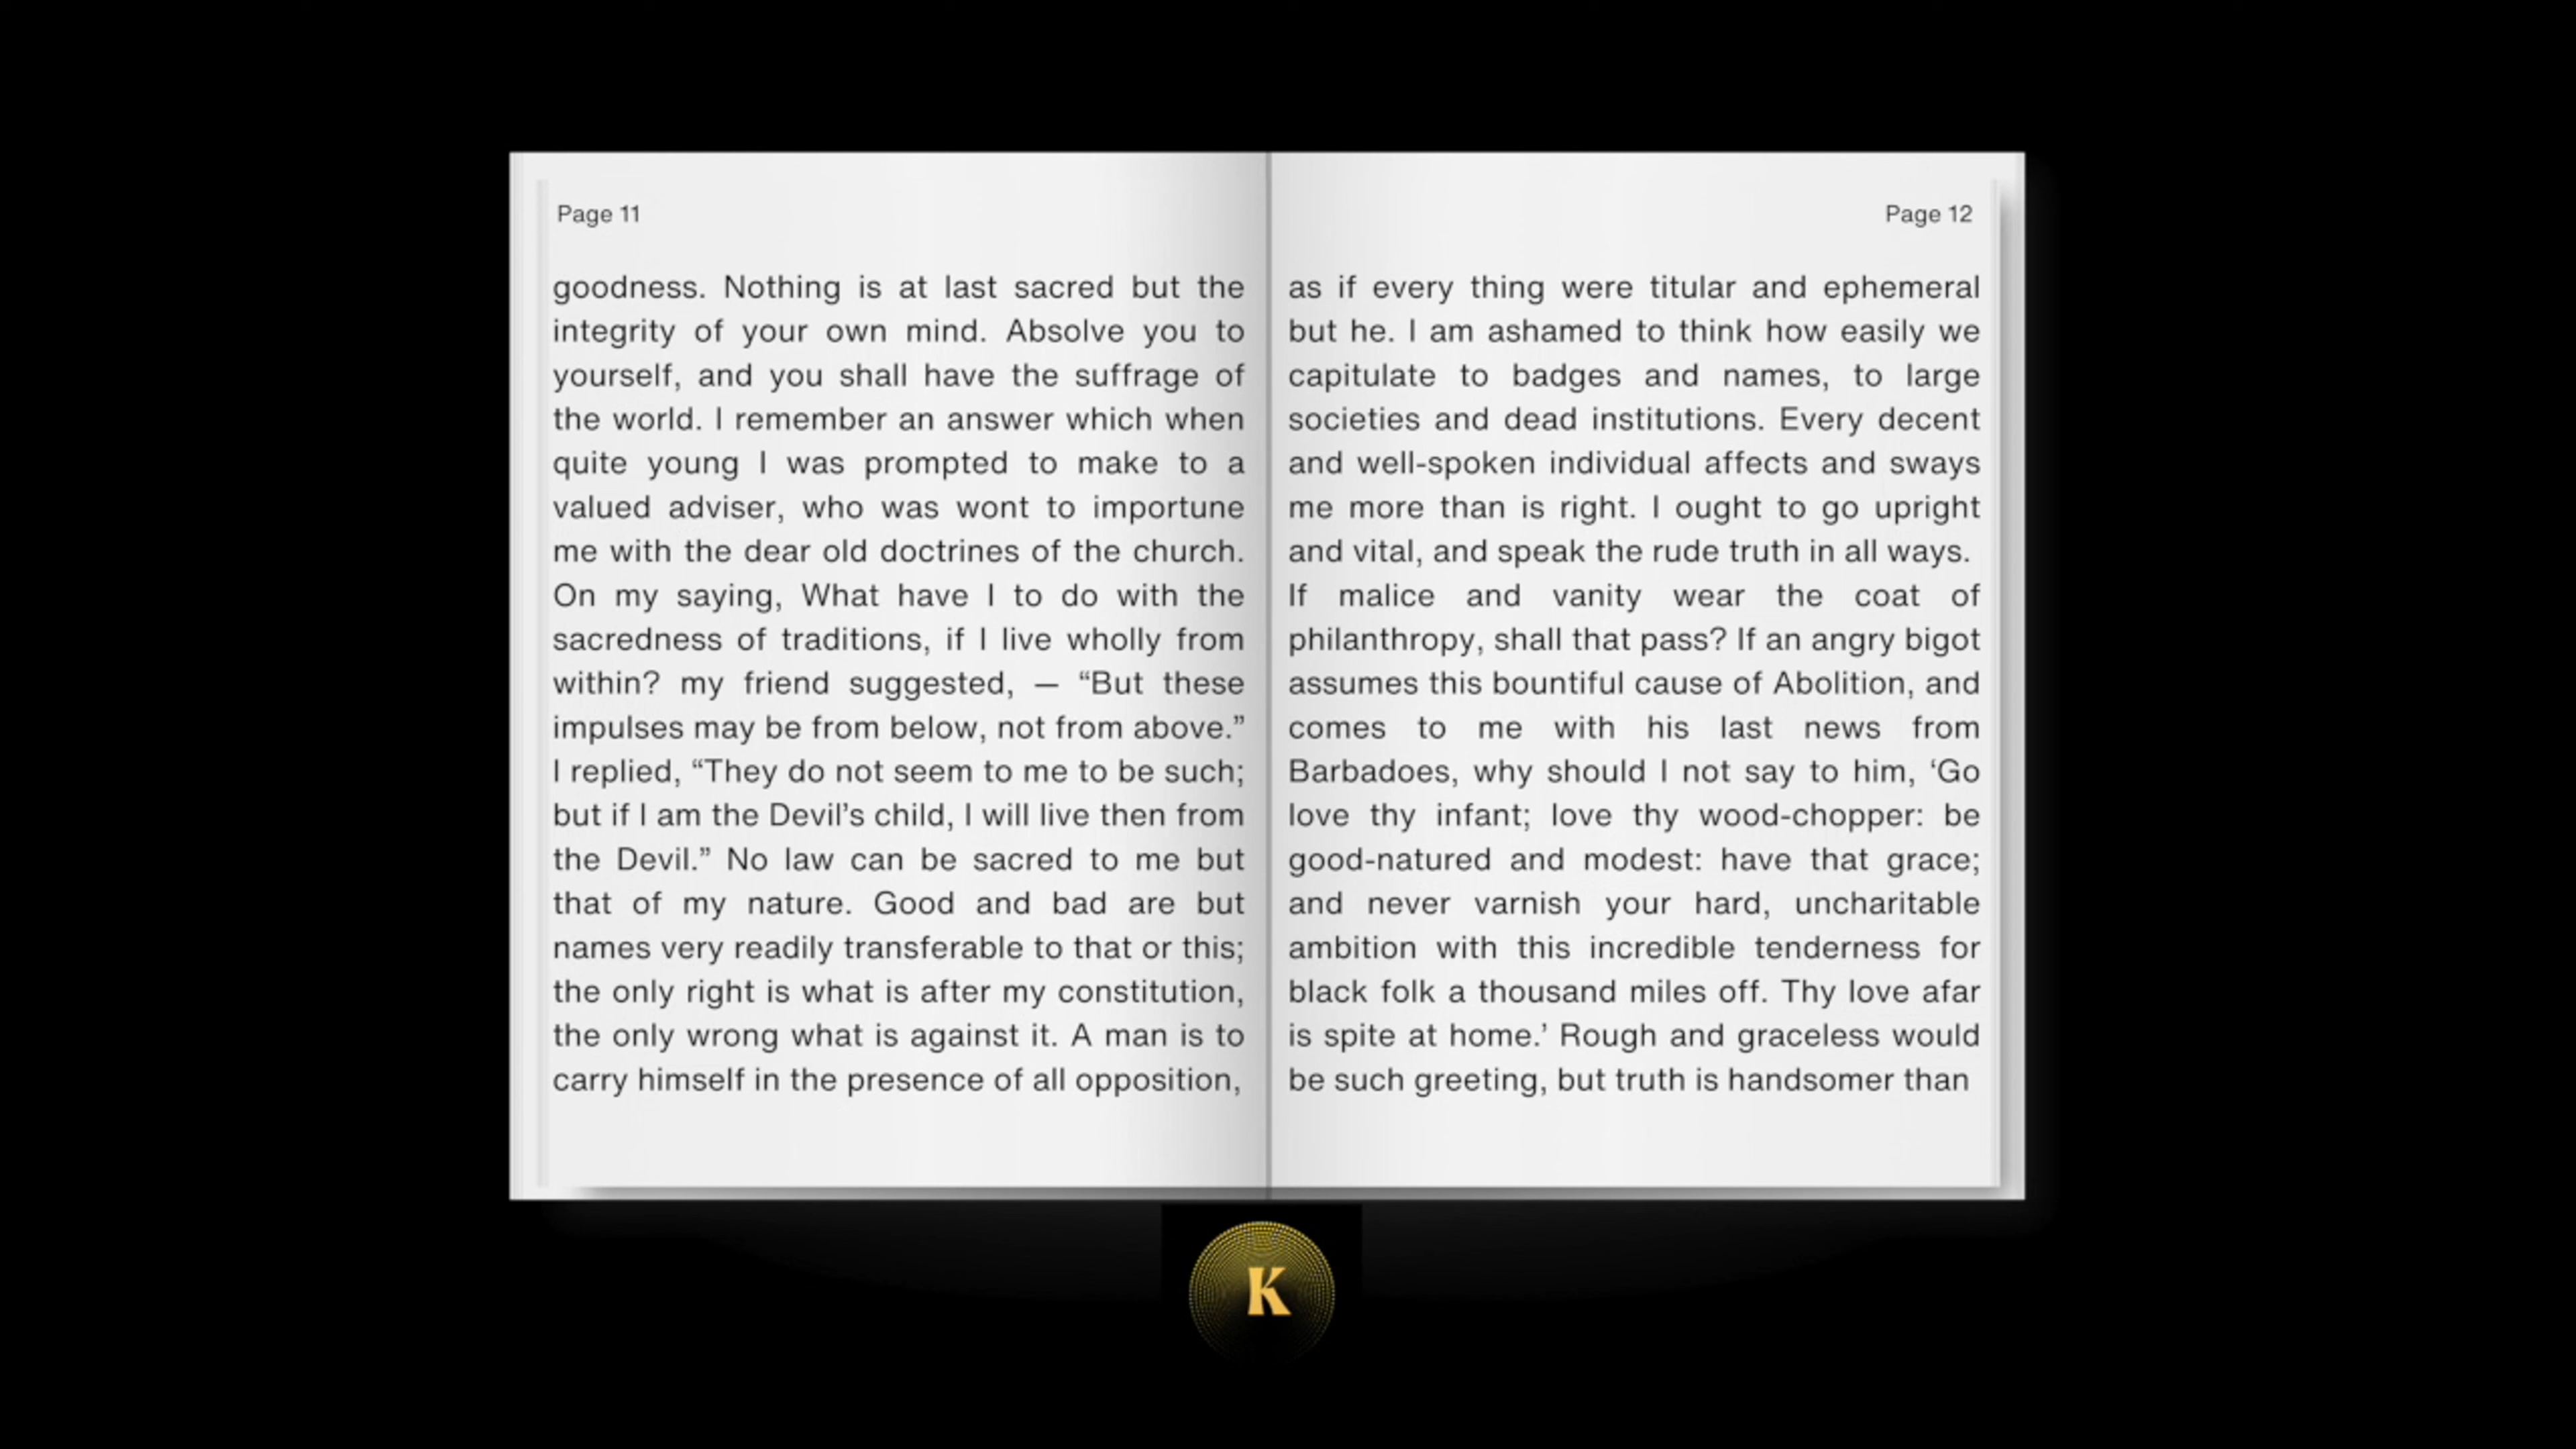 Page 11
goodness. Nothing is at last sacred but the
integrity of your own mind. Absolve you to
yourself, and you shall have the suffrage of
the world. I remember an answer which when
quite young I was prompted to make to a
valued adviser, who was wont to importune
me with the dear old doctrines of the church.
On my saying, What have I to do with the
sacredness of traditions, if I live wholly from
within? my friend suggested, — “But these
impulses may be from below, not from above.”
I replied, “They do not seem to me to be such;
but if I am the Devil’s child, I will live then from
the Devil.” No law can be sacred to me but
that of my nature. Good and bad are but
names very readily transferable to that or this;
the only right is what is after my constitution,
the only wrong what is against it. A man is to
carry himself in the presence of all opposition,
Page 12
as if every thing were titular and ephemeral
but he. I am ashamed to think how easily we
capitulate to badges and names, to large
societies and dead institutions. Every decent
and well-spoken individual affects and sways
me more than is right. I ought to go upright
and vital, and speak the rude truth in all ways.
If malice and vanity wear the coat of
philanthropy, shall that pass? If an angry bigot
assumes this bountiful cause of Abolition, and
comes to me with his last news from
Barbadoes, why should I not say to him, ‘Go
love thy infant; love thy wood-chopper: be
good-natured and modest: have that grace;
and never varnish your hard, uncharitable
ambition with this incredible tenderness for
black folk a thousand miles off. Thy love afar
is spite at home.’ Rough and graceless would
be such greeting, but truth is handsomer than
K